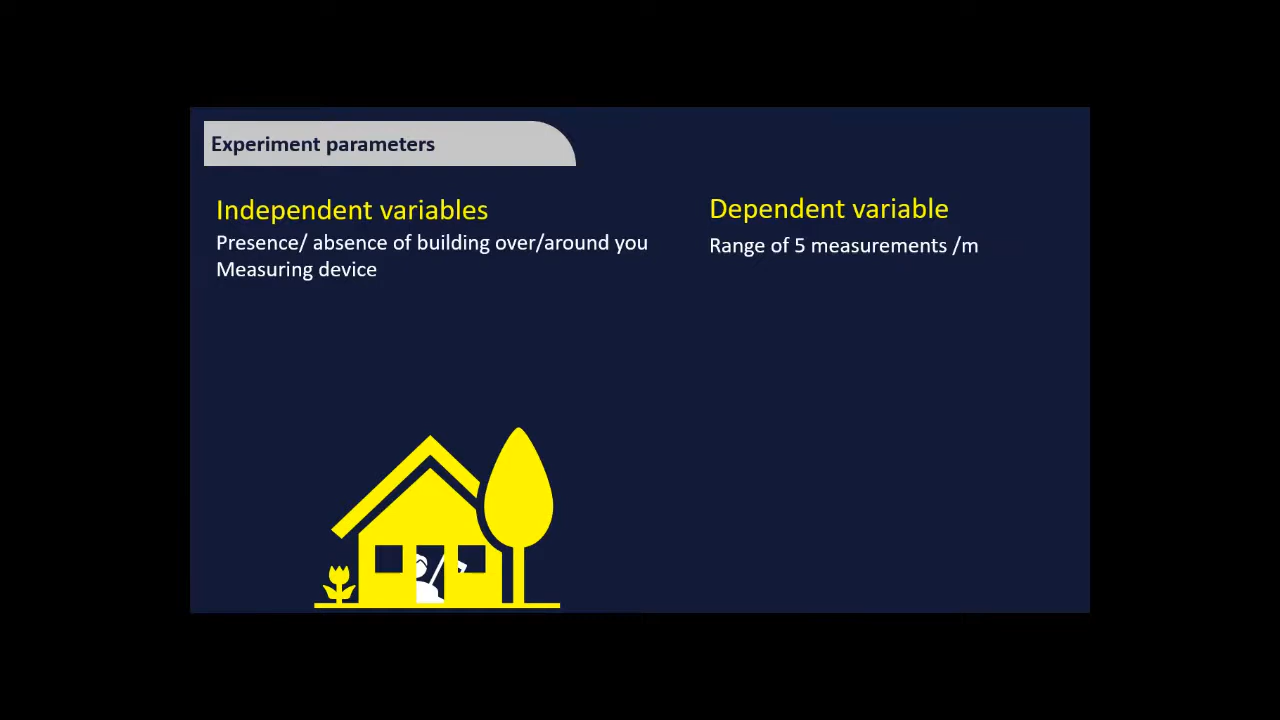 Experiment parameters
Independent variables
Presence/ absence of building over/around you
Measuring device
Dependent variable
Range of 5 measurements /m